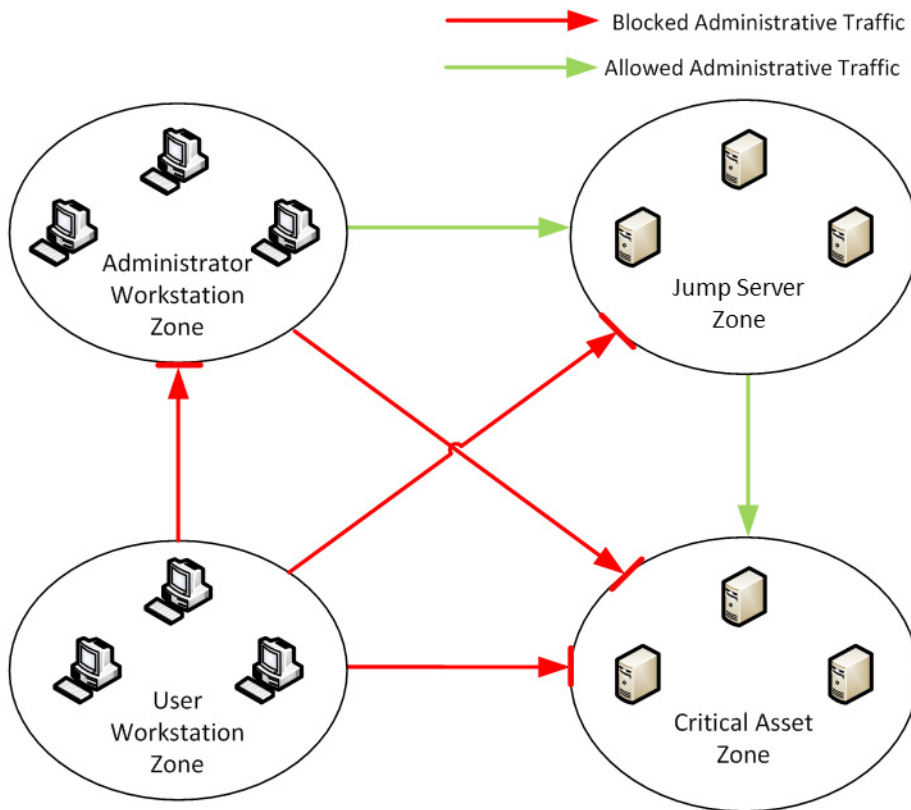 Blocked Administrative Traffic
Allowed Administrative Traffic
Administrator
Workstation
Zone
Jump Server
Zone
User
Workstation
Zone
Critical Asset
Zone